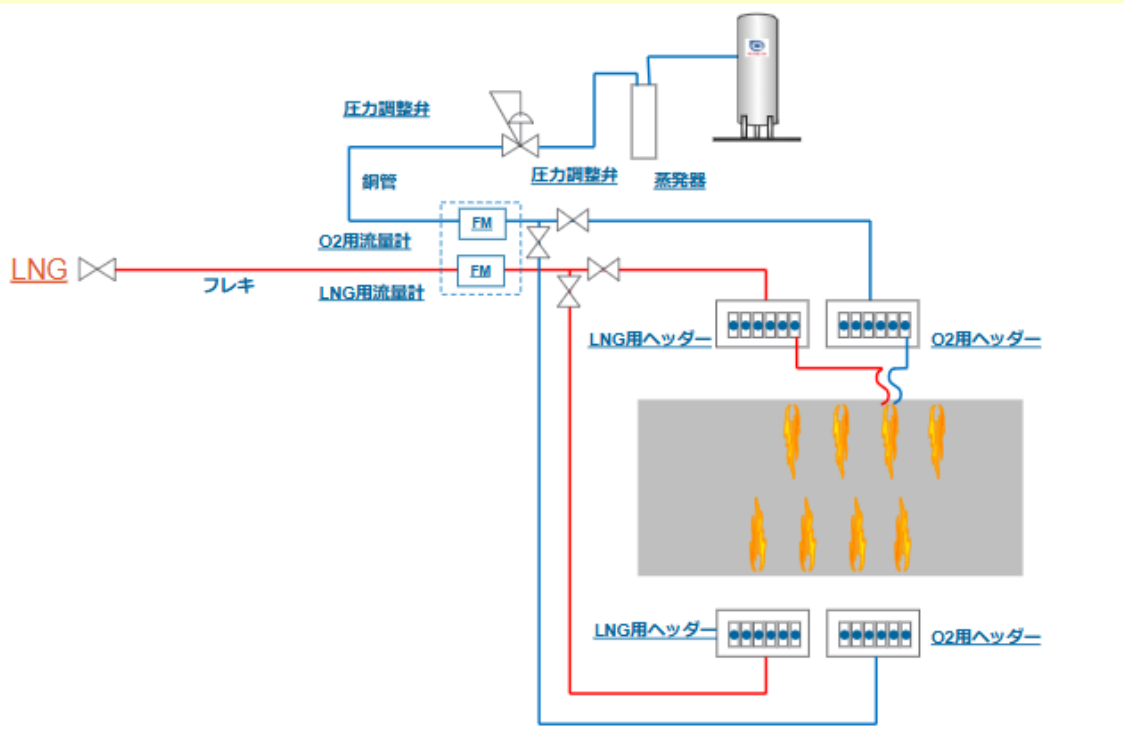 圧力調整弁
圧力調整弁
蒸発器
銅管
FM
O2用流量計
LNG
フレキ
FM
LNG用流量計
LNG用ヘッダー
O2用ヘッダー
LNG用ヘッダー
O2用ヘッダー